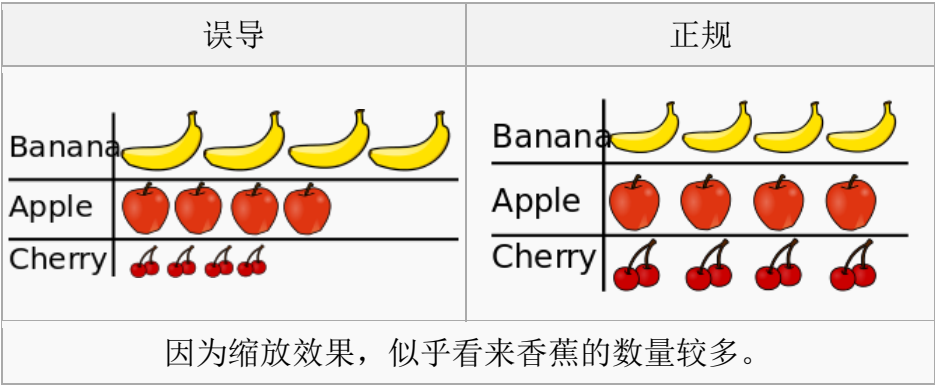 误导
正规
Banana
Apple
Cherry
Banana
Apple
Cherry
因为缩放效果，似乎看来香蕉的数量较多。